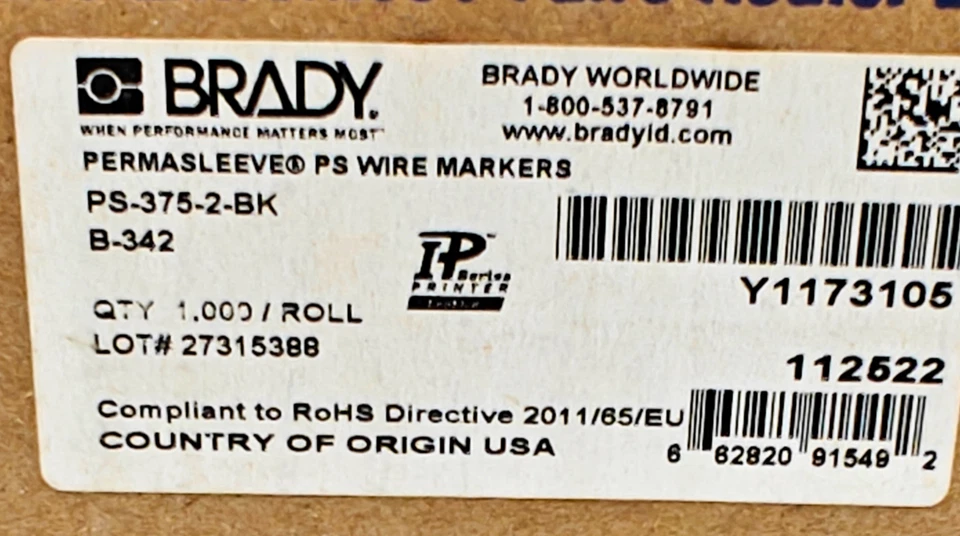 BRADY.
WHEN PERFORMANCE MATTERS MOST™
BRADY WORLDWIDE
1-800-537-8791
www.bradyid.com
PERMASLEEVE® PS WIRE MARKERS
PS-375-2-BK
B-342
IP™
Series
PRINTER
Y1173105
QTY 1,000 / ROLL
LOT# 27315388
112522
Compliant to RoHS Directive 2011/65/EU
COUNTRY OF ORIGIN USA
6 62820 91549 2